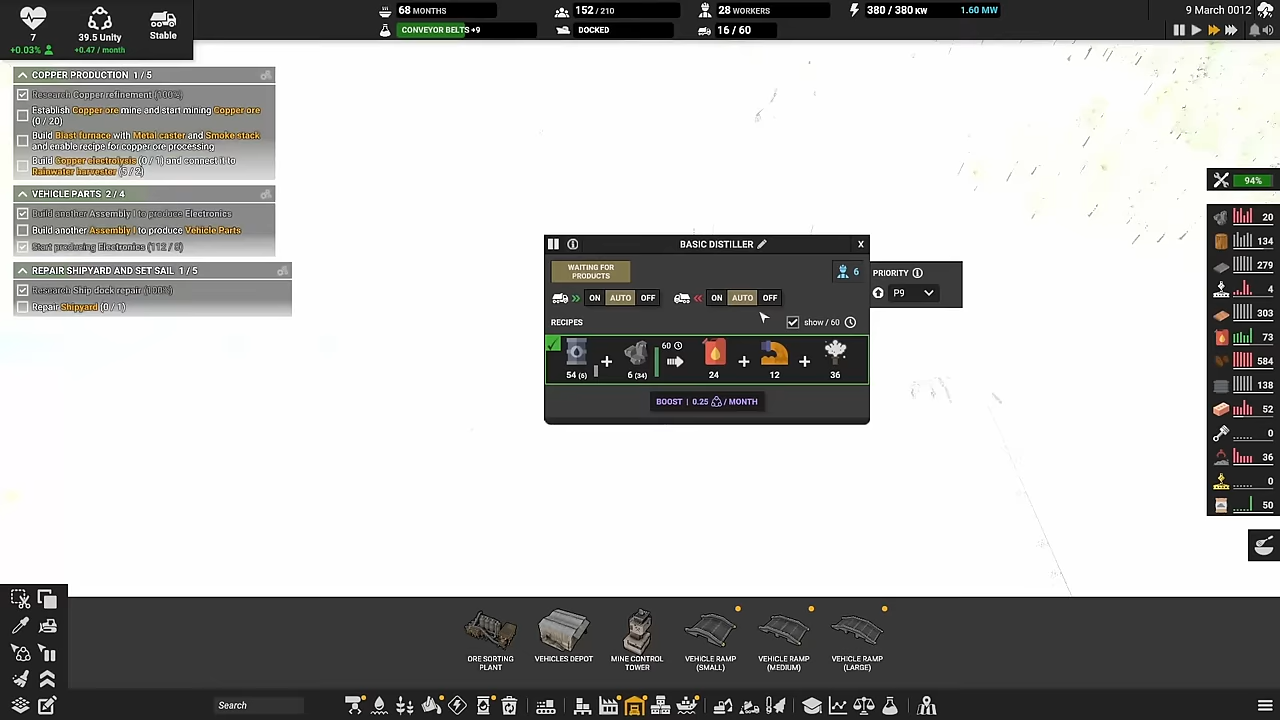 7
+0.03%
39.5 Unity
+0.47 / month
Stable
68 MONTHS
CONVEYOR BELTS +9
152 / 210
DOCKED
28 WORKERS
16 / 60
380 / 380 KW
1.60 MW
9 March 0012
COPPER PRODUCTION 1 / 5
Research Copper refinement (100%)
Establish Copper ore mine and start mining Copper ore
(0 / 20)
Build Blast furnace with Metal caster and Smoke stack
and enable recipe for copper ore processing
Build Copper electrolysis (0 / 1) and connect it to
Rainwater harvester (5 / 2)
VEHICLE PARTS 2 / 4
Build another Assembly I to produce Electronics
Build another Assembly I to produce Vehicle Parts
Start producing Electronics (112 / 8)
REPAIR SHIPYARD AND SET SAIL 1 / 5
Research Ship dock repair (100%)
Repair Shipyard (0 / 1)
BASIC DISTILLER
X
WAITING FOR
PRODUCTS
6
PRIORITY
P9
ON AUTO OFF
ON AUTO OFF
RECIPES
show / 60
60
54 (6) + 6 (34) 24 + 12 + 36
BOOST | 0.25 / MONTH
94%
20
134
279
4
303
73
584
138
52
0
36
0
50
ORE SORTING
PLANT
VEHICLES DEPOT
MINE CONTROL
TOWER
VEHICLE RAMP
(SMALL)
VEHICLE RAMP
(MEDIUM)
VEHICLE RAMP
(LARGE)
Search